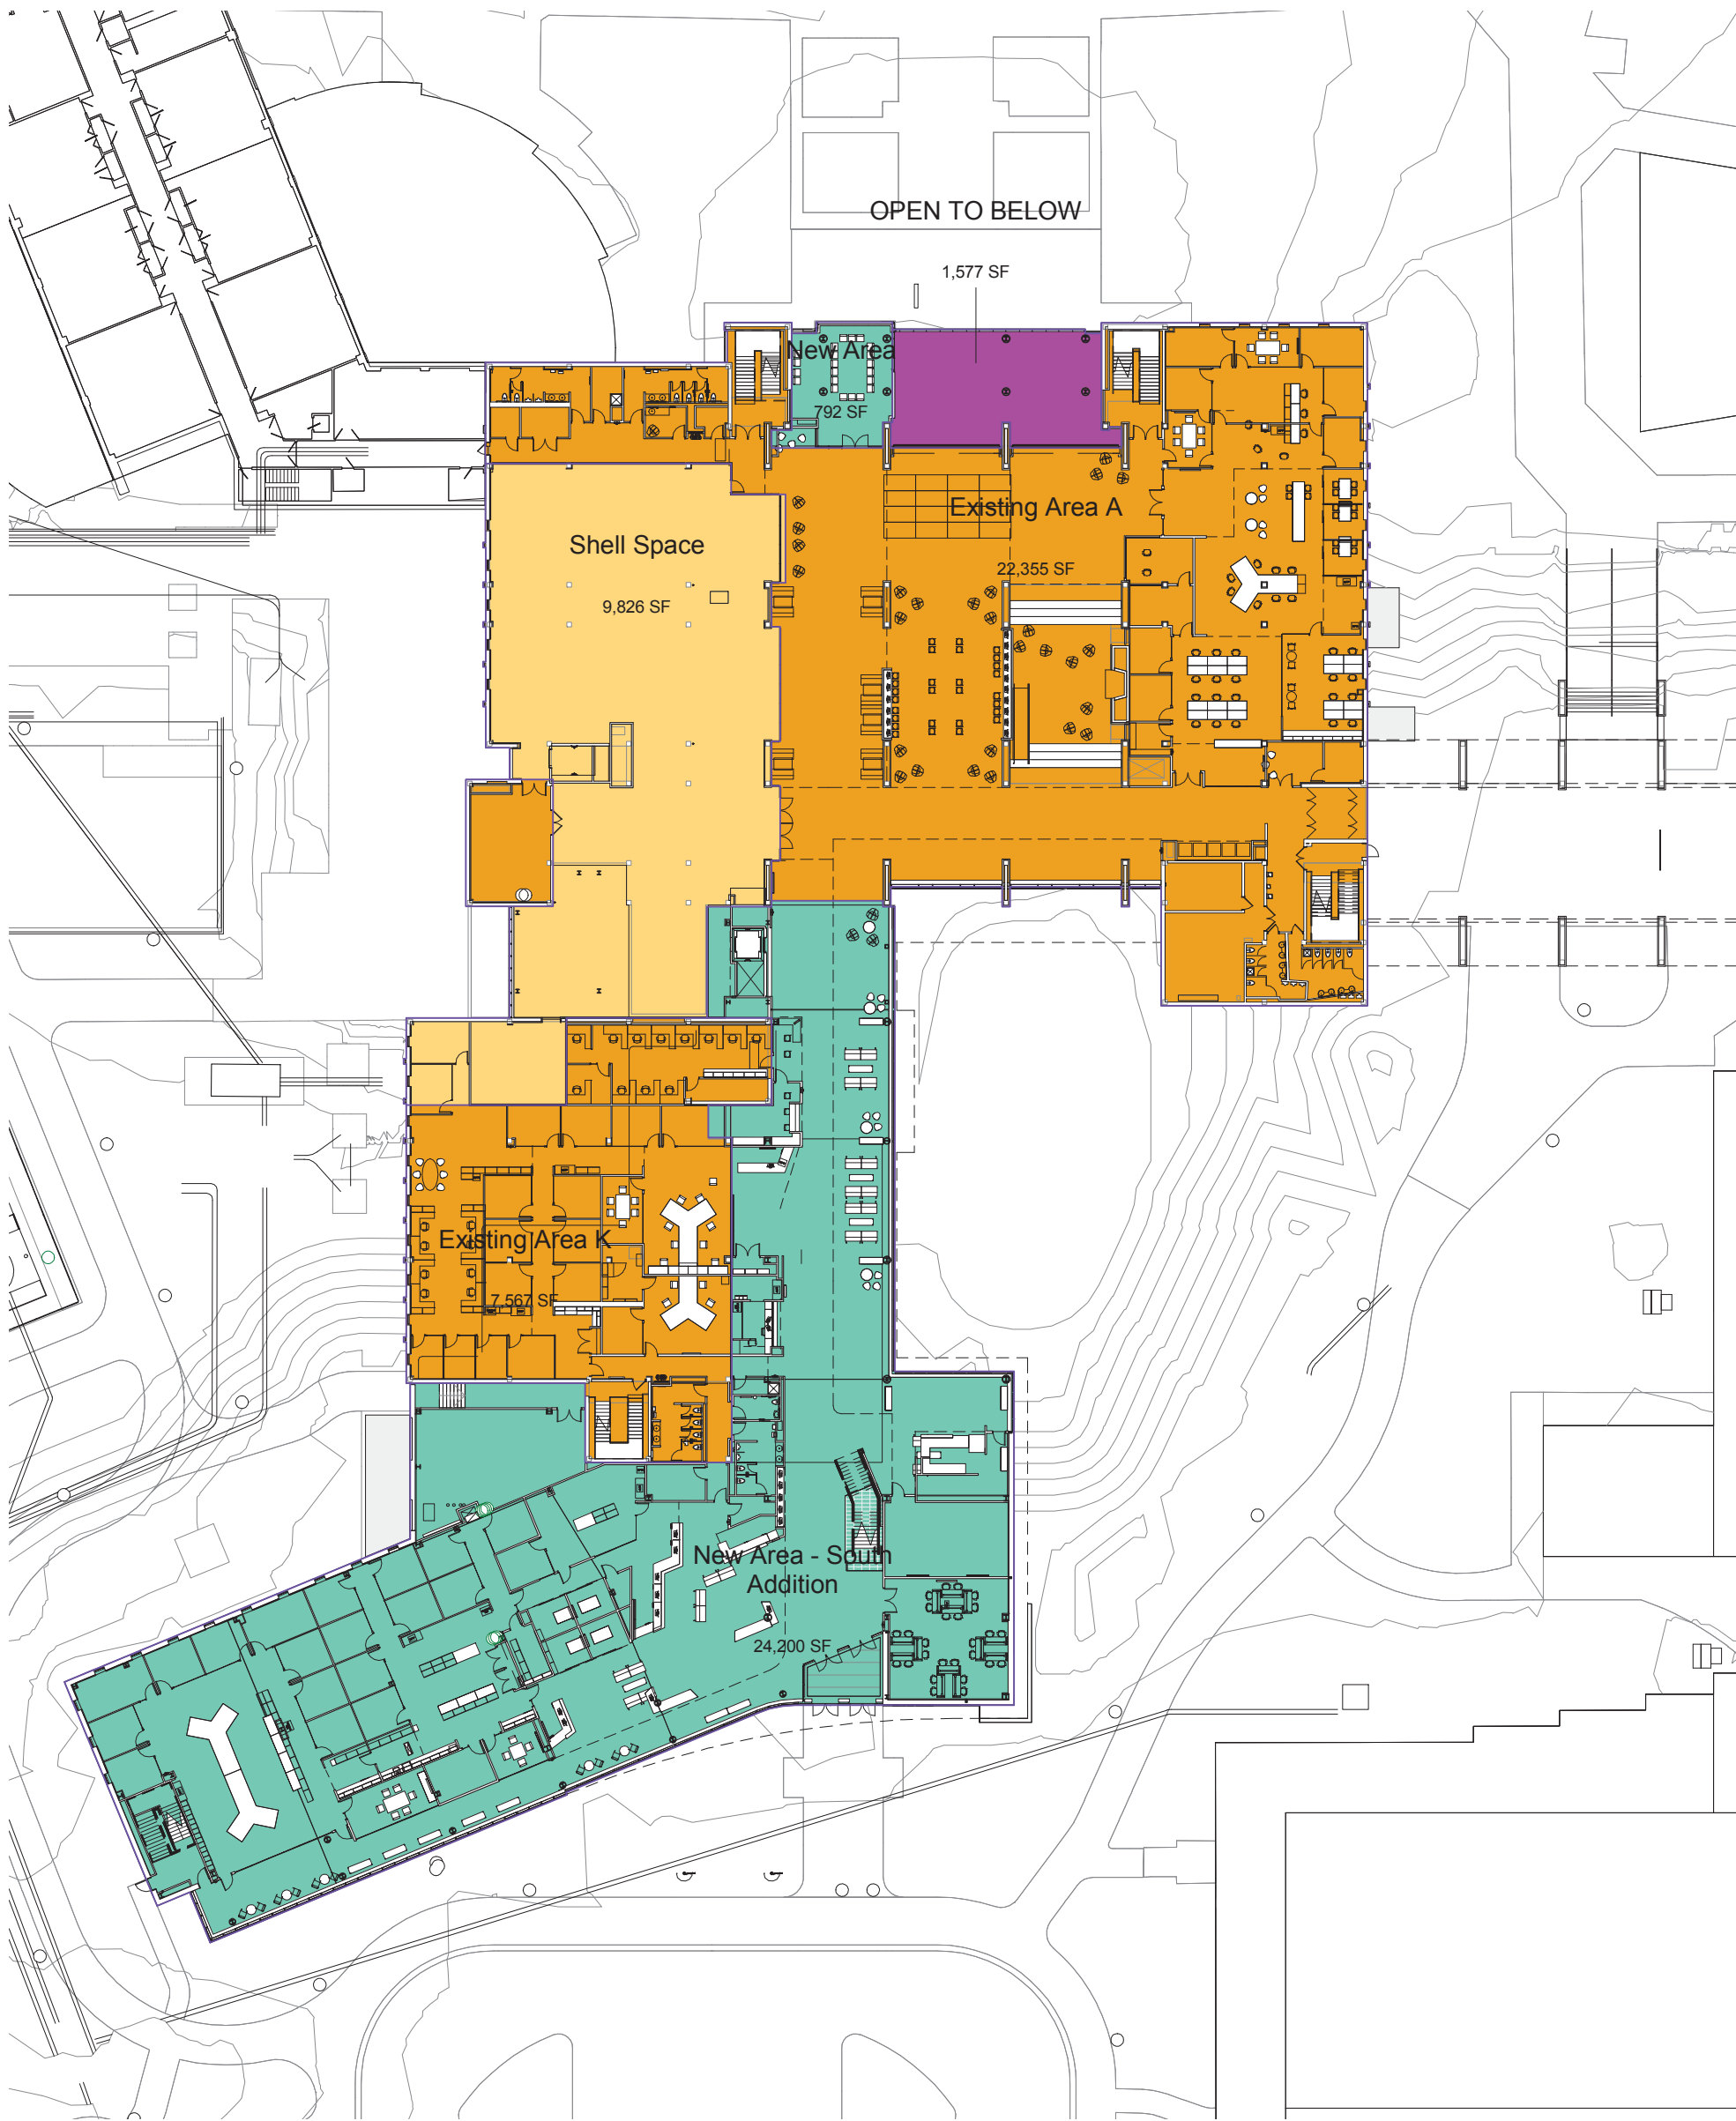 OPEN TO BELOW
1,577 SF
New Area
792 SF
Existing Area A
22,355 SF
Shell Space
9,826 SF
Existing Area K
7,567 SF
New Area - South
Addition
24,200 SF